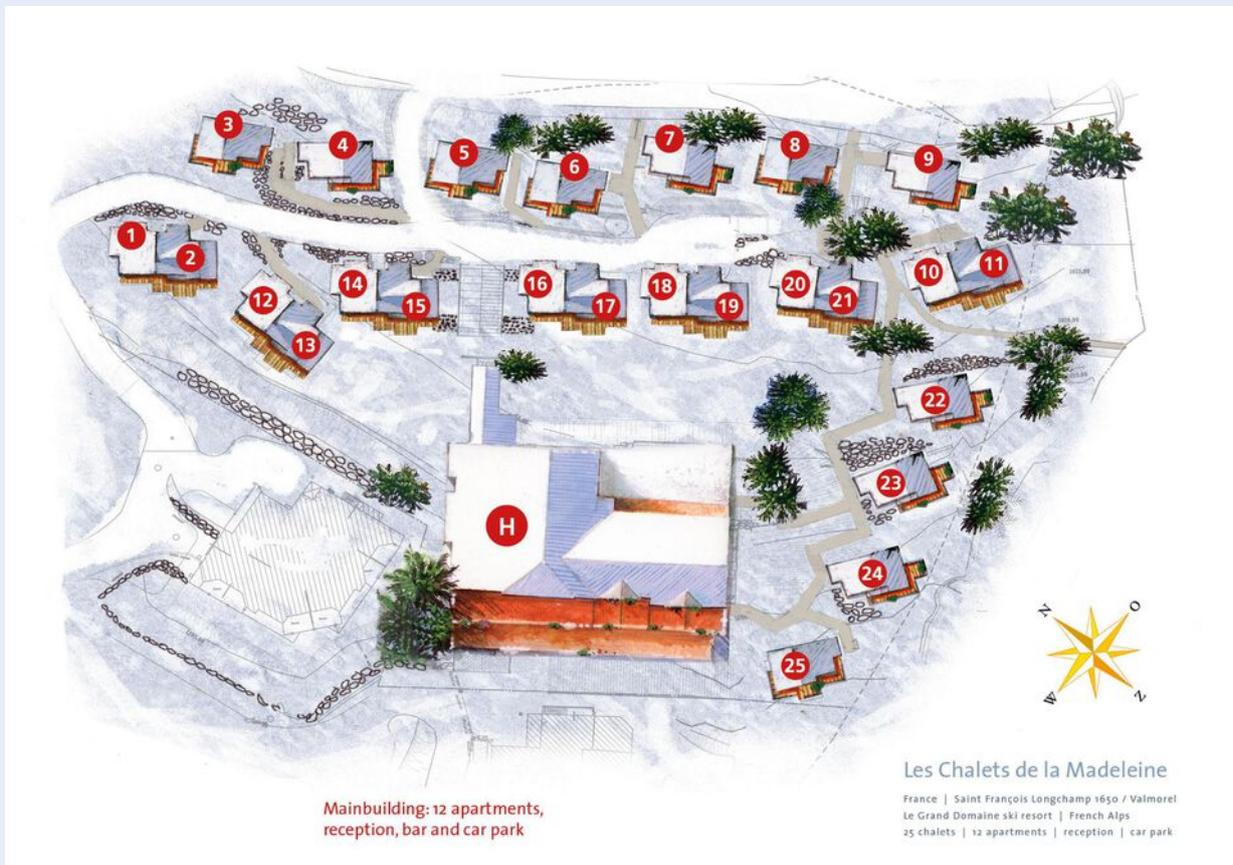 3
4
5
6
7
8
9
1
2
10
11
12
13
14
15
16
17
18
19
20
21
22
23
24
25
H
N
O
W
Z
Les Chalets de la Madeleine
France | Saint François Longchamp 1650 / Valmorel
Le Grand Domaine ski resort | French Alps
25 chalets | 12 apartments | reception | car park
Mainbuilding: 12 apartments,
reception, bar and car park